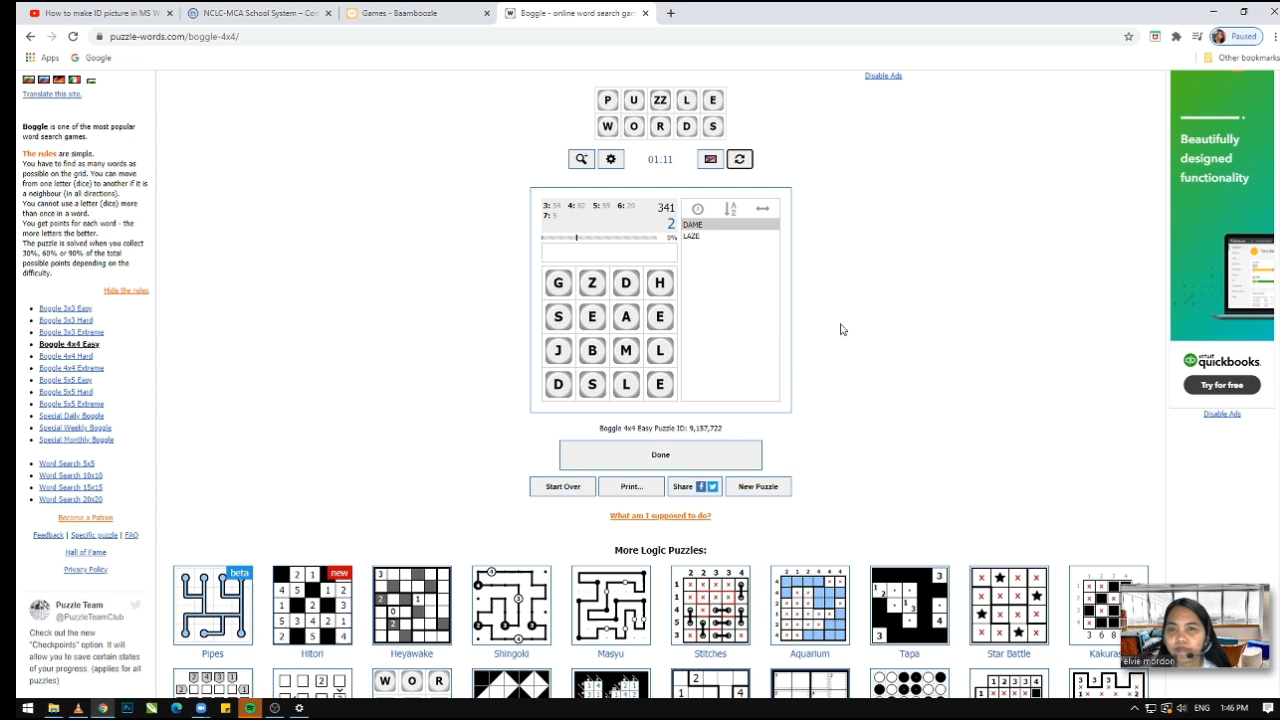 How to make ID picture in MS W
NCLC-MCA School System – Com
Games - Baamboozle
Boggle - online word search gam
puzzle-words.com/boggle-4x4/
Paused
Apps
Google
Other bookmarks
Translate this site.
Disable Ads
Boggle is one of the most popular
word search games.
The rules are simple.
You have to find as many words as
possible on the grid. You can move
from one letter (dice) to another if it is
a neighbour (in all directions).
You cannot use a letter (dice) more
than once in a word.
You get points for each word - the
more letters the better.
The puzzle is solved when you collect
30%, 60% or 90% of the total
possible points depending on the
difficulty.
Hide the rules
Boggle 3x3 Easy
Boggle 3x3 Hard
Boggle 3x3 Extreme
Boggle 4x4 Easy
Boggle 4x4 Hard
Boggle 4x4 Extreme
Boggle 5x5 Easy
Boggle 5x5 Hard
Boggle 5x5 Extreme
Special Daily Boggle
Special Weekly Boggle
Special Monthly Boggle
Word Search 5x5
Word Search 10x10
Word Search 15x15
Word Search 20x20
Become a Patron
Feedback | Specific puzzle | FAQ
Hall of Fame
Privacy Policy
Puzzle Team
@PuzzleTeamClub
Check out the new
"Checkpoints" option. It will
allow you to save certain states
of your progress. (applies for all
puzzles)
P U ZZ L E
W O R D S
01:11
3: 54 4: 82 5: 59 6: 20
7: 5
341
2
0%
DAME
LAZE
G Z D H
S E A E
J B M L
D S L E
Boggle 4x4 Easy Puzzle ID: 9,157,722
Done
Start Over
Print...
Share
New Puzzle
What am I supposed to do?
More Logic Puzzles:
beta
new
Pipes
Hitori
Heyawake
Shingoki
Masyu
Stitches
Aquarium
Tapa
Star Battle
Kakuras
W O R
Beautifully
designed
functionality
intuit
quickbooks.
Try for free
Disable Ads
elvie mordon
ENG
1:46 PM